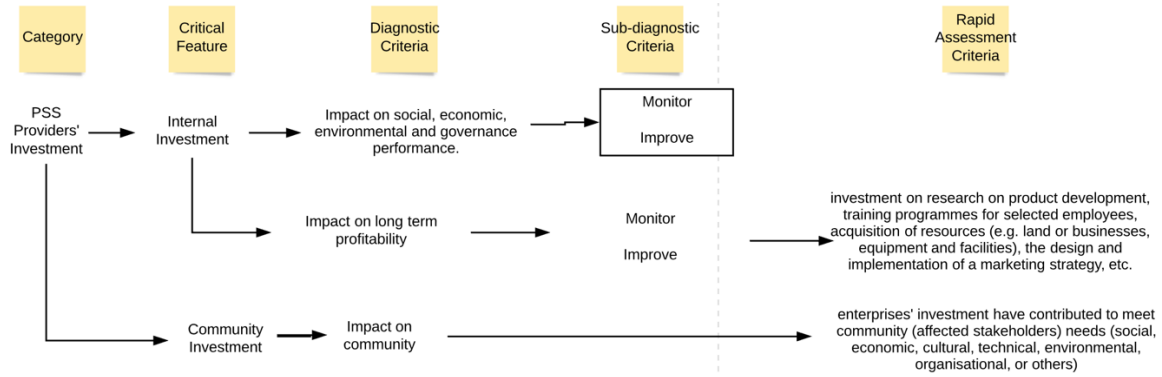 Category
Critical
Feature
Diagnostic
Criteria
Sub-diagnostic
Criteria
Rapid
Assessment
Criteria
PSS
Providers'
Investment
Internal
Investment
Impact on social, economic,
environmental and governance
performance.
Monitor
Improve
Impact on long term
profitability
Monitor
Improve
investment on research on product development,
training programmes for selected employees,
acquisition of resources (e.g. land or businesses,
equipment and facilities), the design and
implementation of a marketing strategy, etc.
Community
Investment
Impact on
community
enterprises' investment have contributed to meet
community (affected stakeholders) needs (social,
economic, cultural, technical, environmental,
organisational, or others)